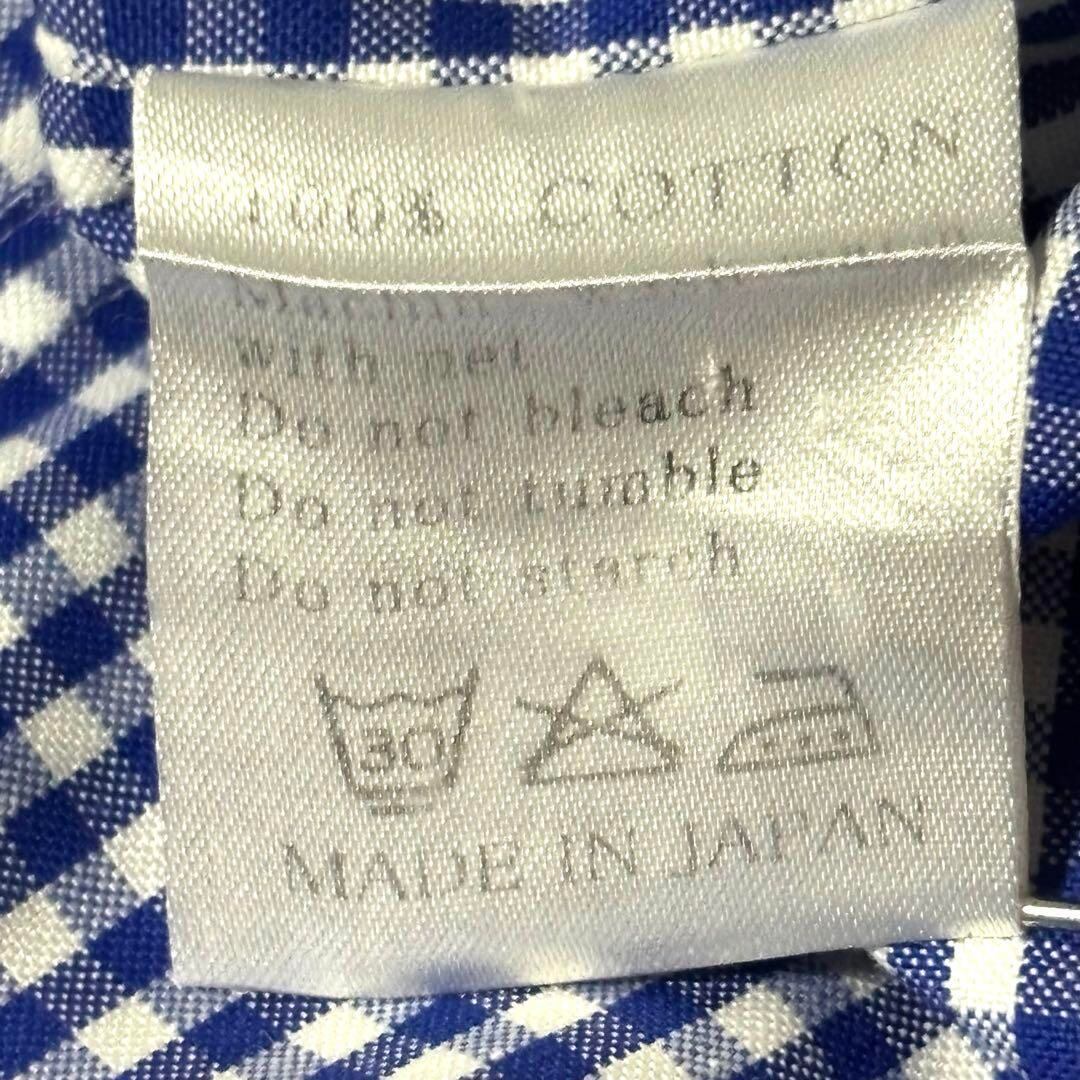 100% COTTON
with net
Do not bleach
Do not tumble
Do not starch
30
MADE IN JAPAN